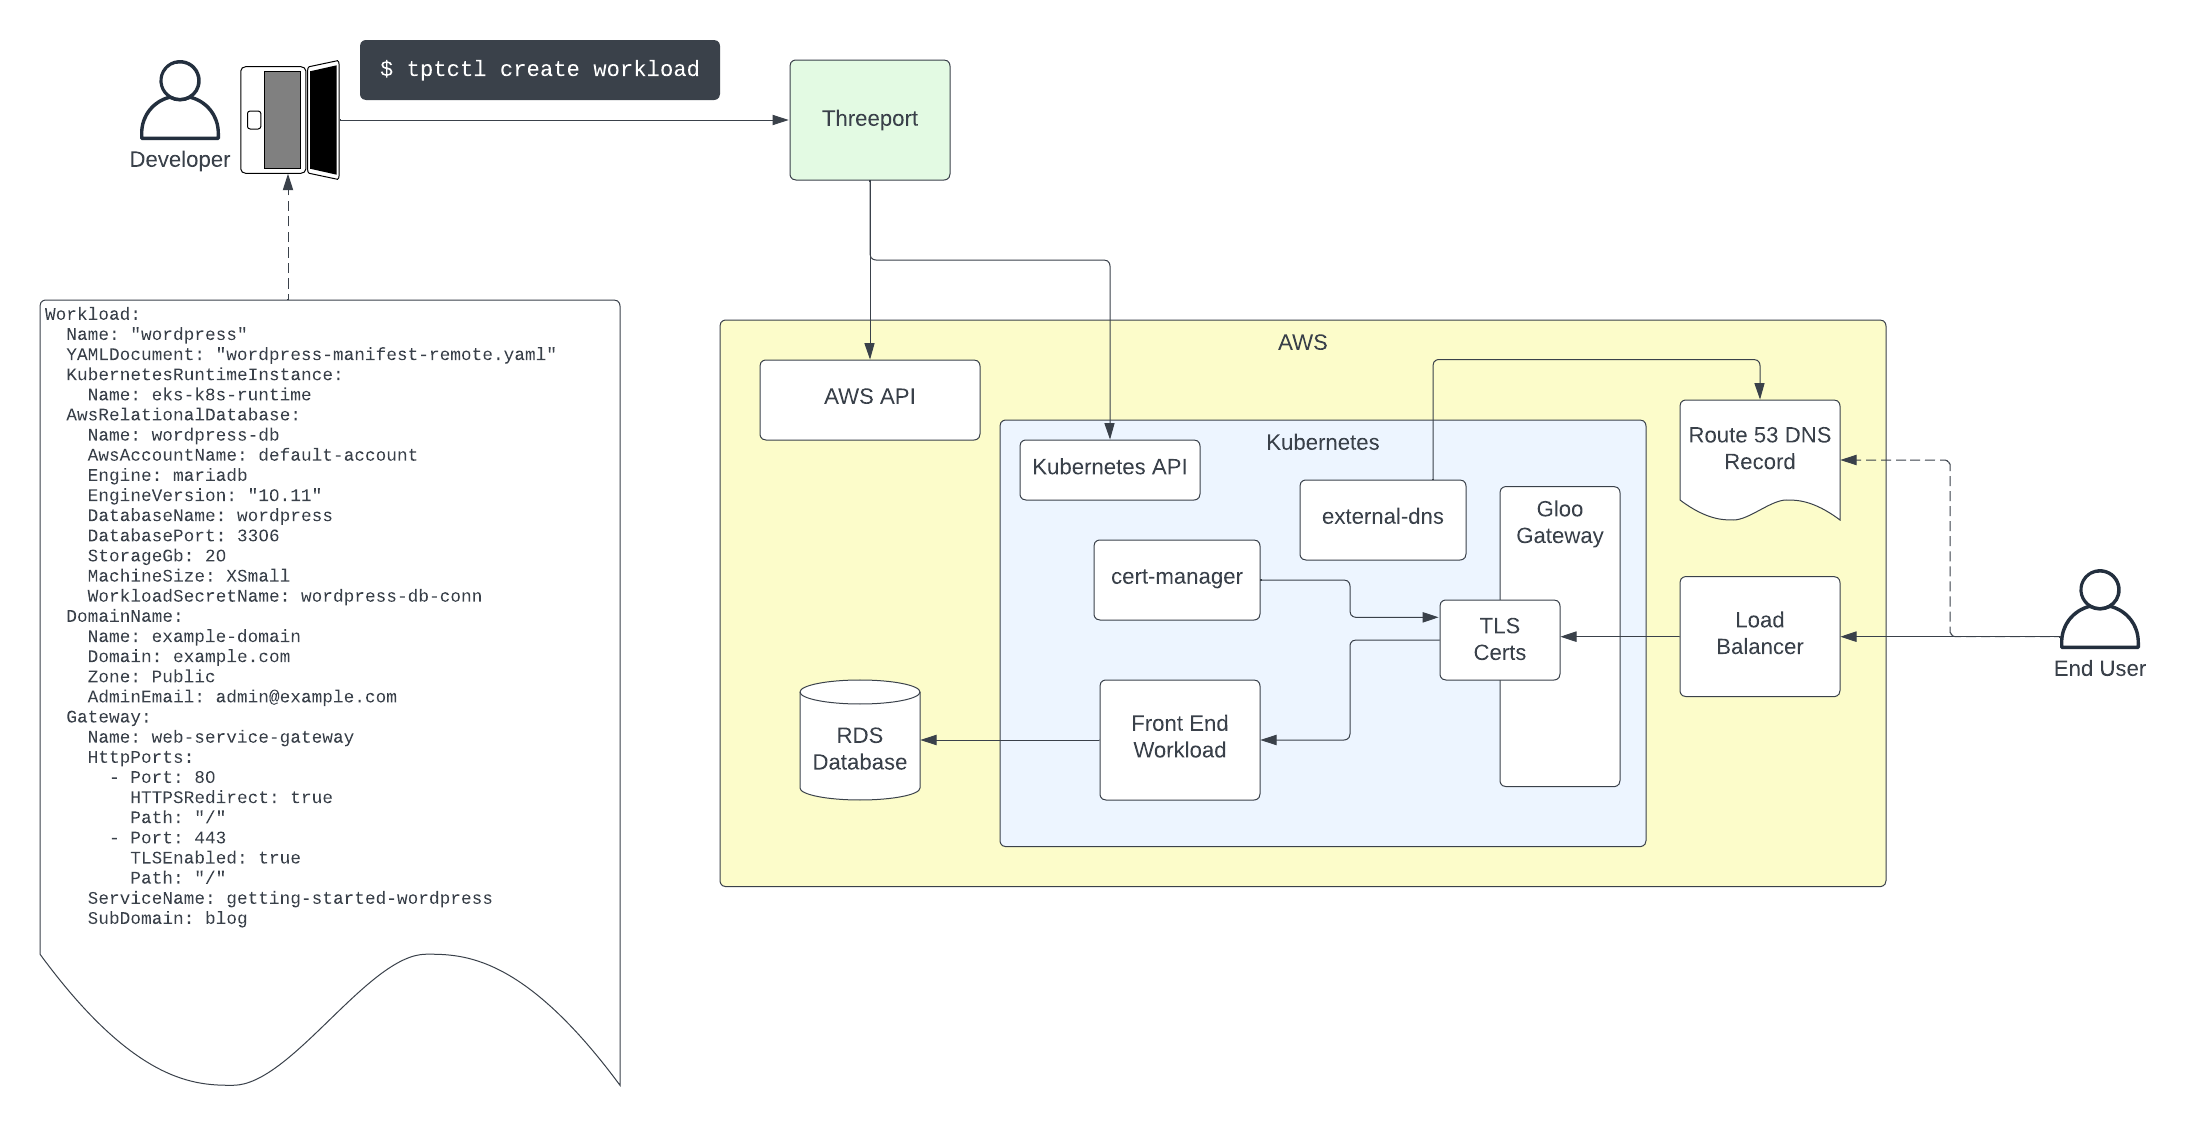 $ tptctl create workload
Threeport
Developer
Workload:
  Name: "wordpress"
  YAMLDocument: "wordpress-manifest-remote.yaml"
  KubernetesRuntimeInstance:
    Name: eks-k8s-runtime
  AwsRelationalDatabase:
    Name: wordpress-db
    AwsAccountName: default-account
    Engine: mariadb
    EngineVersion: "10.11"
    DatabaseName: wordpress
    DatabasePort: 3306
    StorageGb: 20
    MachineSize: XSmall
    WorkloadSecretName: wordpress-db-conn
  DomainName:
    Name: example-domain
    Domain: example.com
    Zone: Public
    AdminEmail: admin@example.com
  Gateway:
    Name: web-service-gateway
    HttpPorts:
      - Port: 80
        HTTPSRedirect: true
        Path: "/"
      - Port: 443
        TLSEnabled: true
        Path: "/"
    ServiceName: getting-started-wordpress
    SubDomain: blog
AWS
AWS API
Kubernetes
Kubernetes API
external-dns
Gloo
Gateway
Route 53 DNS
Record
cert-manager
TLS
Certs
Load
Balancer
End User
Front End
Workload
RDS
Database